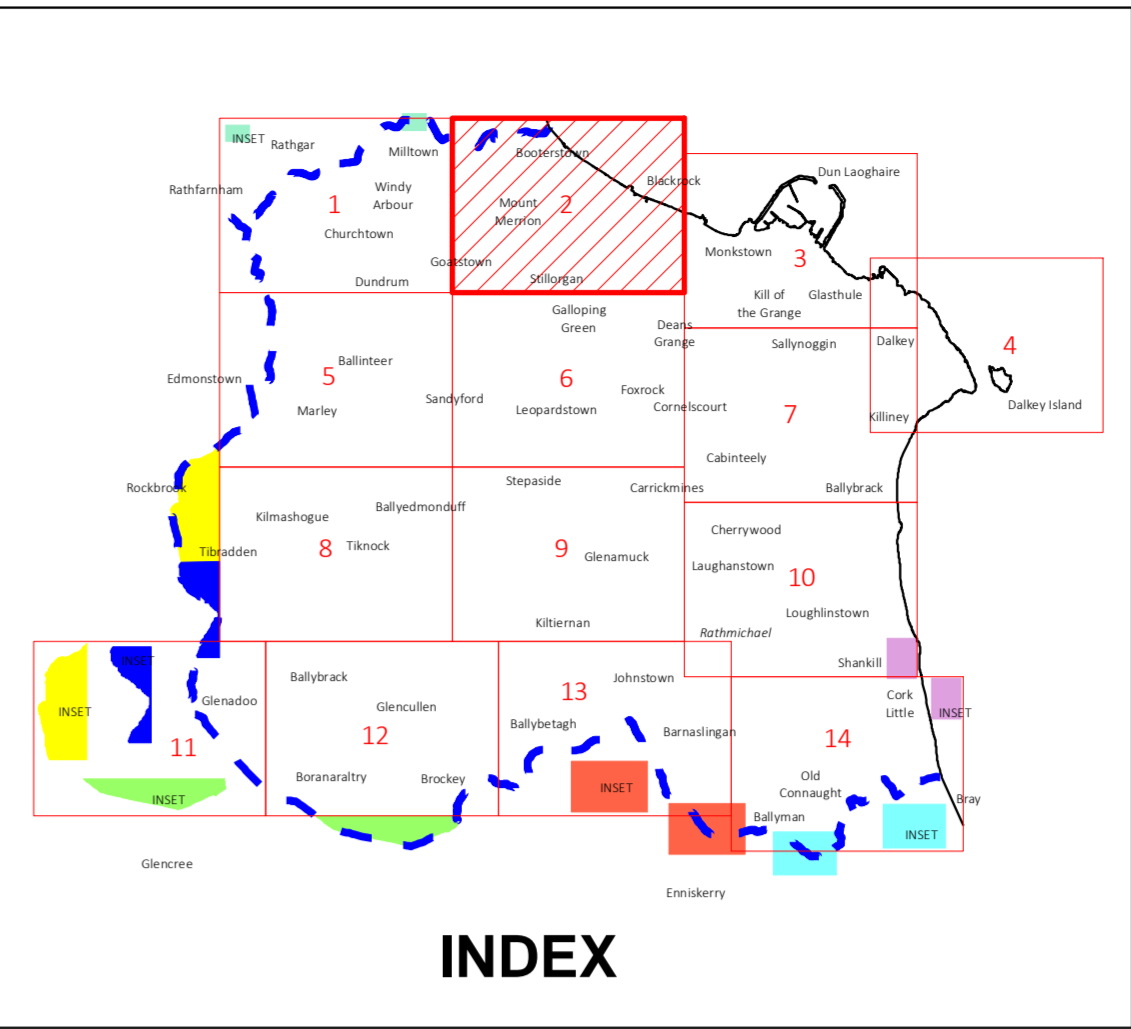 INSET
Rathgar
Milltown
Booterstown
Rathfarnham
Windy
Arbour
1
Churchtown
Goatstown
Dundrum
Mount
Merrion
2
Stillorgan
Blackrock
Dun Laoghaire
Monkstown
3
Kill of
the Grange
Glasthule
Dalkey
4
Dalkey Island
Killiney
Edmonstown
Ballinteer
5
Marley
Sandyford
Galloping
Green
Deans
Grange
6
Foxrock
Leopardstown
Cornelscourt
Sallynoggin
7
Cabinteely
Ballybrack
Rockbrook
Tibradden
Kilmashogue
Ballyedmonduff
8
Tiknock
Stepaside
Carrickmines
9
Glenamuck
Kiltiernan
Cherrywood
Laughanstown
10
Loughlinstown
Rathmichael
Shankill
INSET
INSET
Glenadoo
11
INSET
Ballybrack
Glencullen
12
Boranaraltry
Brockey
13
Johnstown
Ballybetagh
Barnaslingan
INSET
Cork
Little
INSET
14
Old
Connaught
Ballyman
Bray
INSET
Glencree
Enniskerry
INDEX